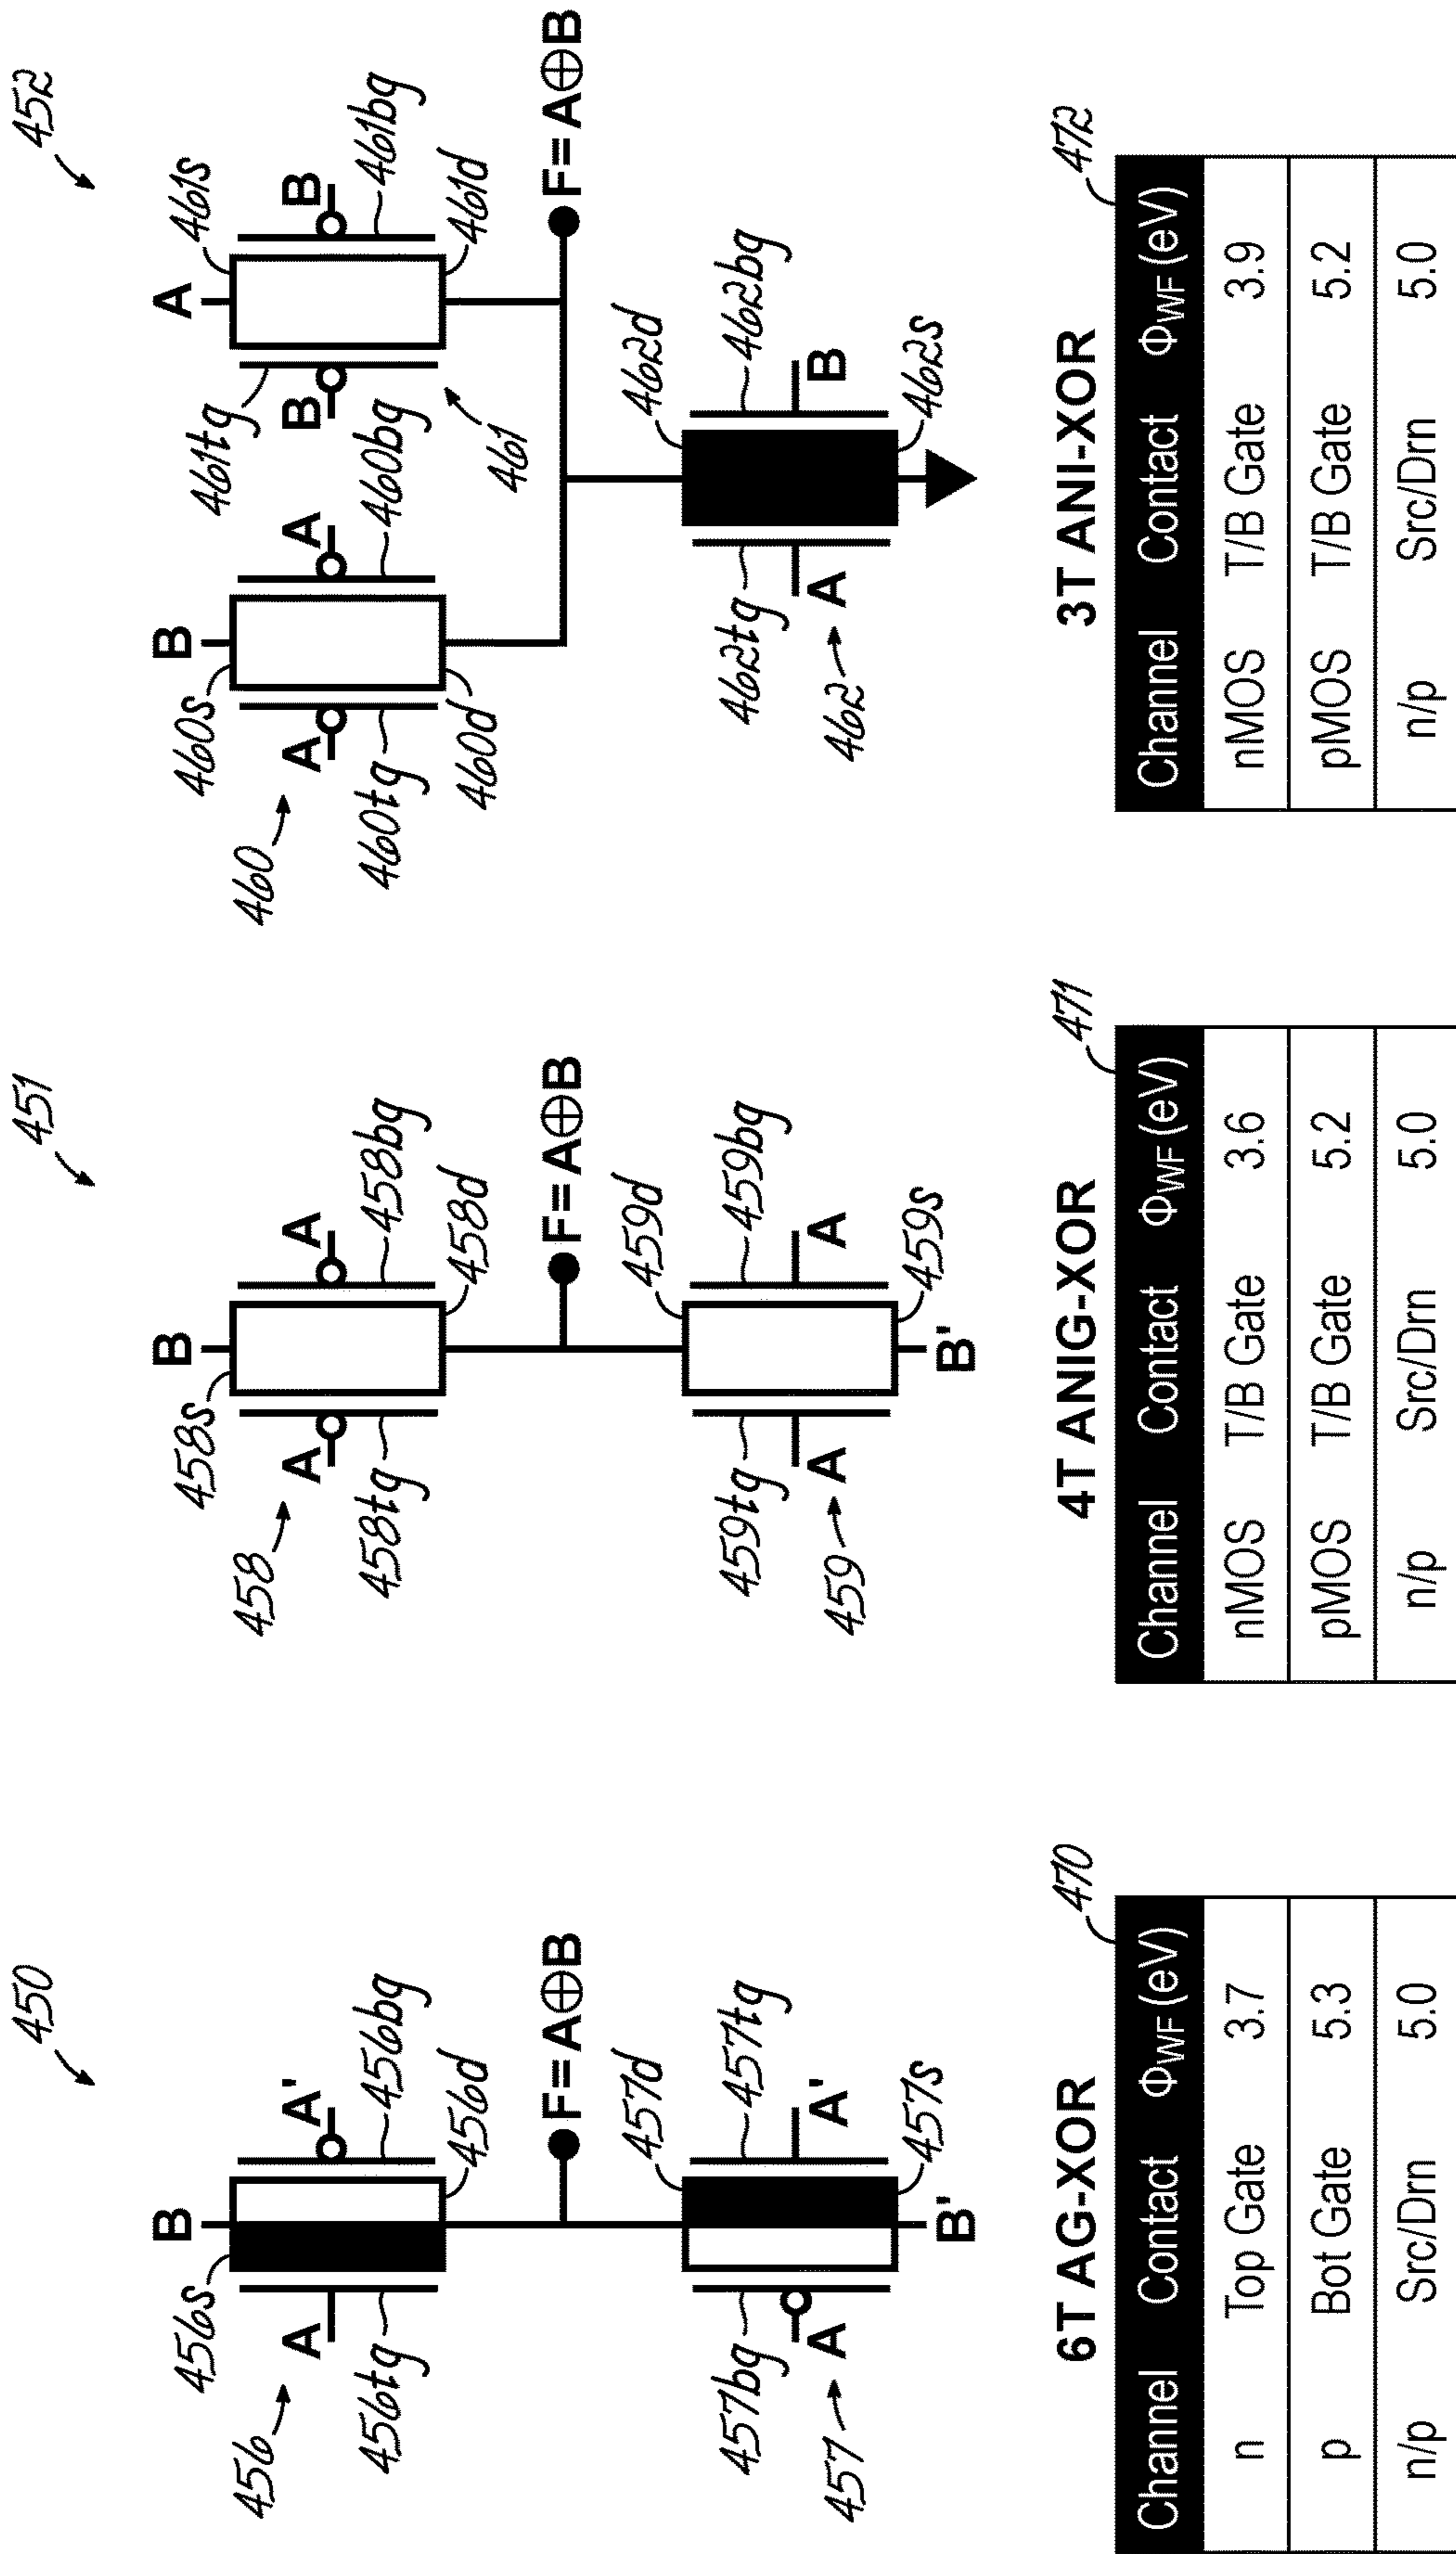 450
B
456s
A
A'
456
456tg
456bg
456d
F=A⊕B
457d
457bg
457tg
A
A'
457
457s
B'
6T AG-XOR
470
Channel Contact ΦWF (eV)
n Top Gate 3.7
p Bot Gate 5.3
n/p Src/Drn 5.0
451
B
458s
A
A
458
458tg
458bg
458d
F=A⊕B
459d
459tg
459bg
A
A
459
459s
B'
4T ANIG-XOR
471
Channel Contact ΦWF (eV)
nMOS T/B Gate 3.6
pMOS T/B Gate 5.2
n/p Src/Drn 5.0
452
B
A
460s
461s
461tg
A
A
B
B
460
460tg
460bg
461bg
460d
461d
461
F=A⊕B
462d
462tg
462bg
A
B
462
462s
3T ANI-XOR
472
Channel Contact ΦWF (eV)
nMOS T/B Gate 3.9
pMOS T/B Gate 5.2
n/p Src/Drn 5.0